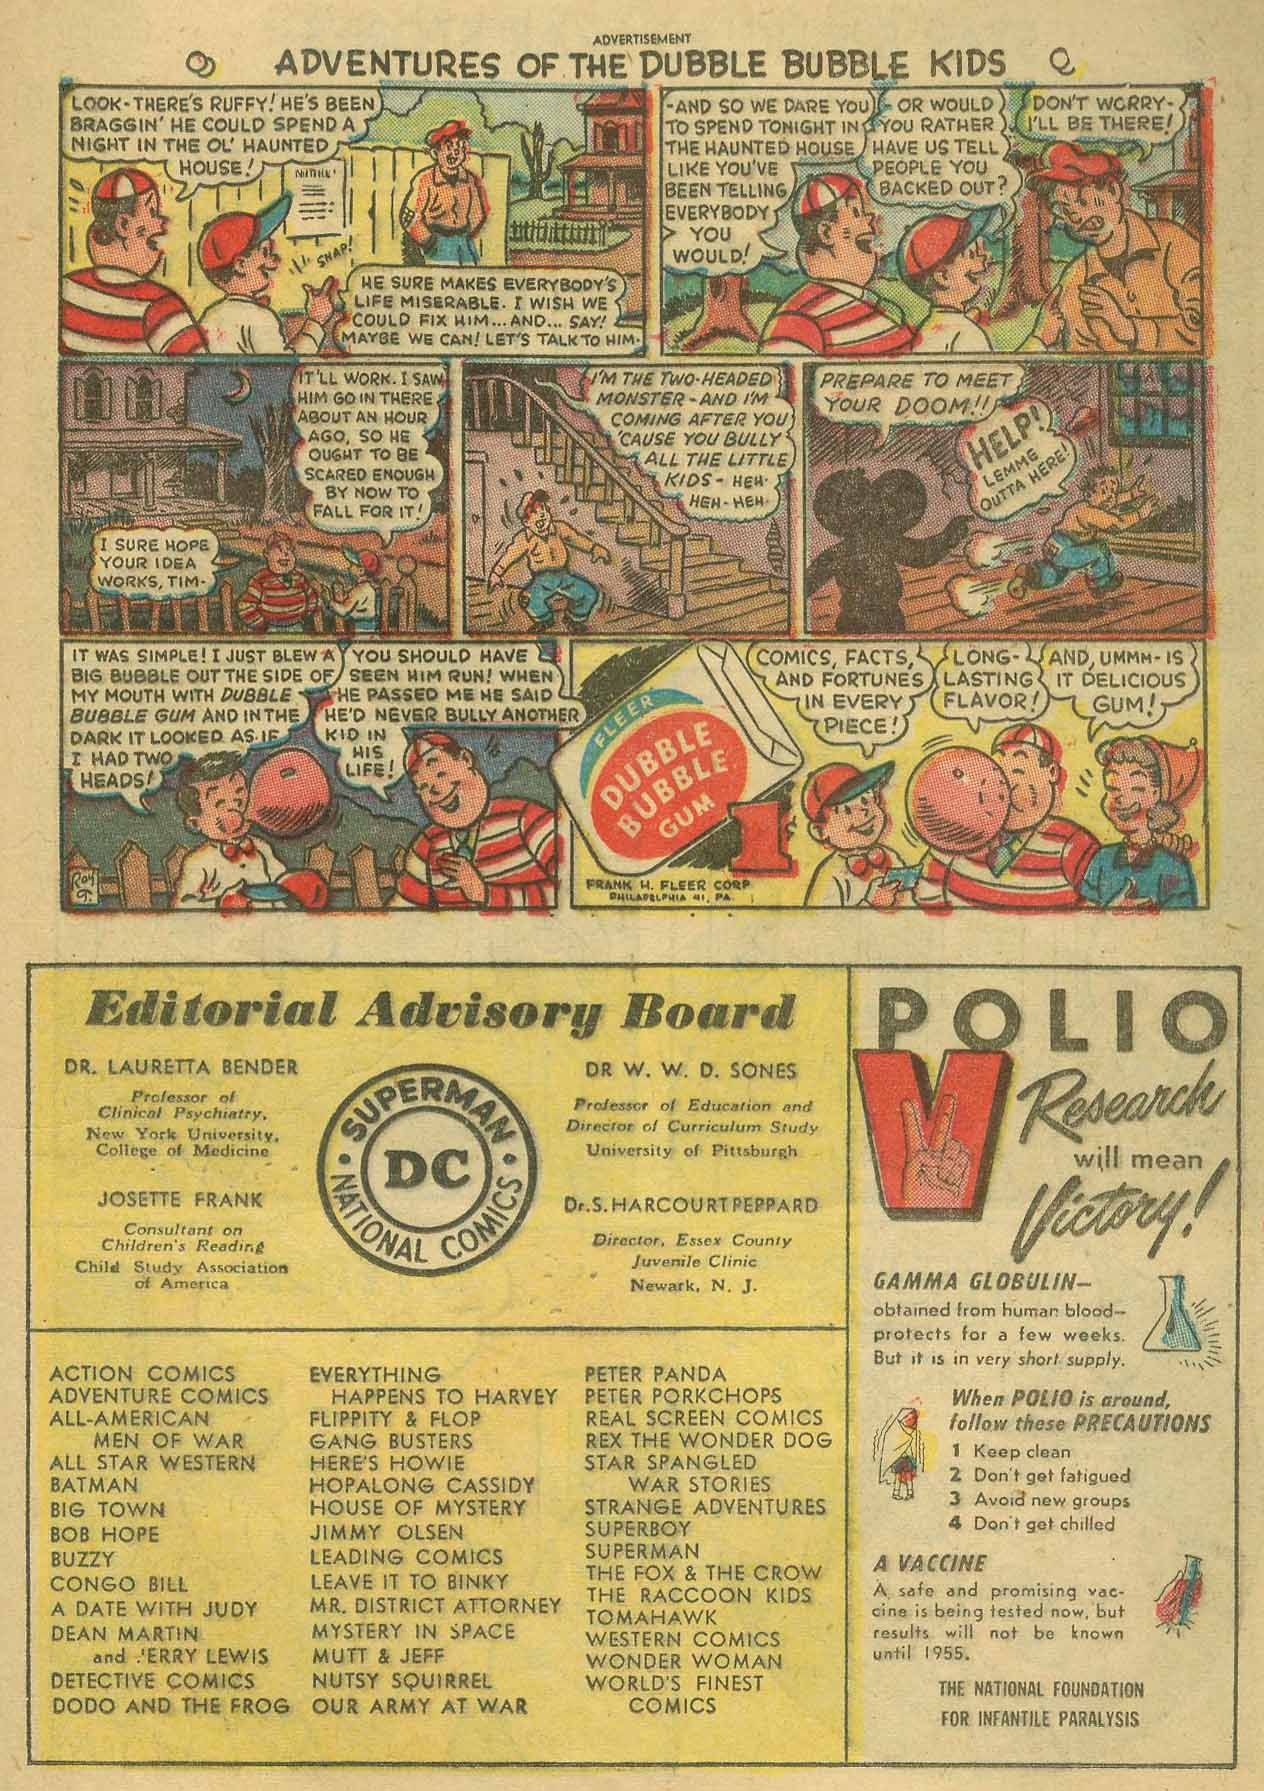 ADVERTISEMENT
ADVENTURES OF THE DUBBLE BUBBLE KIDS
LOOK-THERE'S RUFFY! HE'S BEEN
BRAGGIN' HE COULD SPEND A
NIGHT IN THE OL' HAUNTED
HOUSE!
NOTICE!
SNAP!
HE SURE MAKES EVERYBODY'S
LIFE MISERABLE. I WISH WE
COULD FIX HIM...AND... SAY!
MAYBE WE CAN! LET'S TALK TO HIM-
-AND SO WE DARE YOU
TO SPEND TONIGHT IN
THE HAUNTED HOUSE
LIKE YOU'VE
BEEN TELLING
EVERYBODY
YOU
WOULD!
- OR WOULD
YOU RATHER
HAVE US TELL
PEOPLE YOU
BACKED OUT?
DON'T WORRY-
I'LL BE THERE!
I SURE HOPE
YOUR IDEA
WORKS, TIM-
IT'LL WORK. I SAW
HIM GO IN THERE
ABOUT AN HOUR
AGO, SO HE
OUGHT TO BE
SCARED ENOUGH
BY NOW TO
FALL FOR IT!
I'M THE TWO-HEADED
MONSTER-AND I'M
COMING AFTER YOU
'CAUSE YOU BULLY
ALL THE LITTLE
KIDS- HEH-
HEH-HEH-
PREPARE TO MEET
YOUR DOOM!!
HELP!
LEMME
OUTTA HERE!
IT WAS SIMPLE! I JUST BLEW A
BIG BUBBLE OUT THE SIDE OF
MY MOUTH WITH DUBBLE
BUBBLE GUM AND IN THE
DARK IT LOOKED AS IF
I HAD TWO
HEADS!
YOU SHOULD HAVE
SEEN HIM RUN! WHEN
HE PASSED ME HE SAID
HE'D NEVER BULLY ANOTHER
KID IN
HIS
LIFE!
ROY
G.
FLEER
DUBBLE
BUBBLE
GUM
1¢
FRANK H. FLEER CORP
PHILADELPHIA 41, PA.
COMICS, FACTS,
AND FORTUNES
IN EVERY
PIECE!
LONG-
LASTING
FLAVOR!
AND, UMMM-IS
IT DELICIOUS
GUM!
Editorial Advisory Board
DR. LAURETTA BENDER
Professor of
Clinical Psychiatry,
New York University,
College of Medicine
JOSETTE FRANK
Consultant on
Children's Reading
Child Study Association
of America
SUPERMAN
DC
NATIONAL COMICS
DR W. W. D. SONES
Professor of Education and
Director of Curriculum Study
University of Pittsburgh
Dr. S. HARCOURT PEPPARD
Director, Essex County
Juvenile Clinic
Newark, N. J.
ACTION COMICS
ADVENTURE COMICS
ALL-AMERICAN
MEN OF WAR
ALL STAR WESTERN
BATMAN
BIG TOWN
BOB HOPE
BUZZY
CONGO BILL
A DATE WITH JUDY
DEAN MARTIN
and JERRY LEWIS
DETECTIVE COMICS
DODO AND THE FROG
EVERYTHING
HAPPENS TO HARVEY
FLIPPITY & FLOP
GANG BUSTERS
HERE'S HOWIE
HOPALONG CASSIDY
HOUSE OF MYSTERY
JIMMY OLSEN
LEADING COMICS
LEAVE IT TO BINKY
MR. DISTRICT ATTORNEY
MYSTERY IN SPACE
MUTT & JEFF
NUTSY SQUIRREL
OUR ARMY AT WAR
PETER PANDA
PETER PORKCHOPS
REAL SCREEN COMICS
REX THE WONDER DOG
STAR SPANGLED
WAR STORIES
STRANGE ADVENTURES
SUPERBOY
SUPERMAN
THE FOX & THE CROW
THE RACCOON KIDS
TOMAHAWK
WESTERN COMICS
WONDER WOMAN
WORLD'S FINEST
COMICS
POLIO
V
Research
will mean
Victory!
GAMMA GLOBULIN—
obtained from human blood—
protects for a few weeks.
But it is in very short supply.
When POLIO is around,
follow these PRECAUTIONS
1 Keep clean
2 Don't get fatigued
3 Avoid new groups
4 Don't get chilled
A VACCINE
A safe and promising vac-
cine is being tested now, but
results will not be known
until 1955.
THE NATIONAL FOUNDATION
FOR INFANTILE PARALYSIS